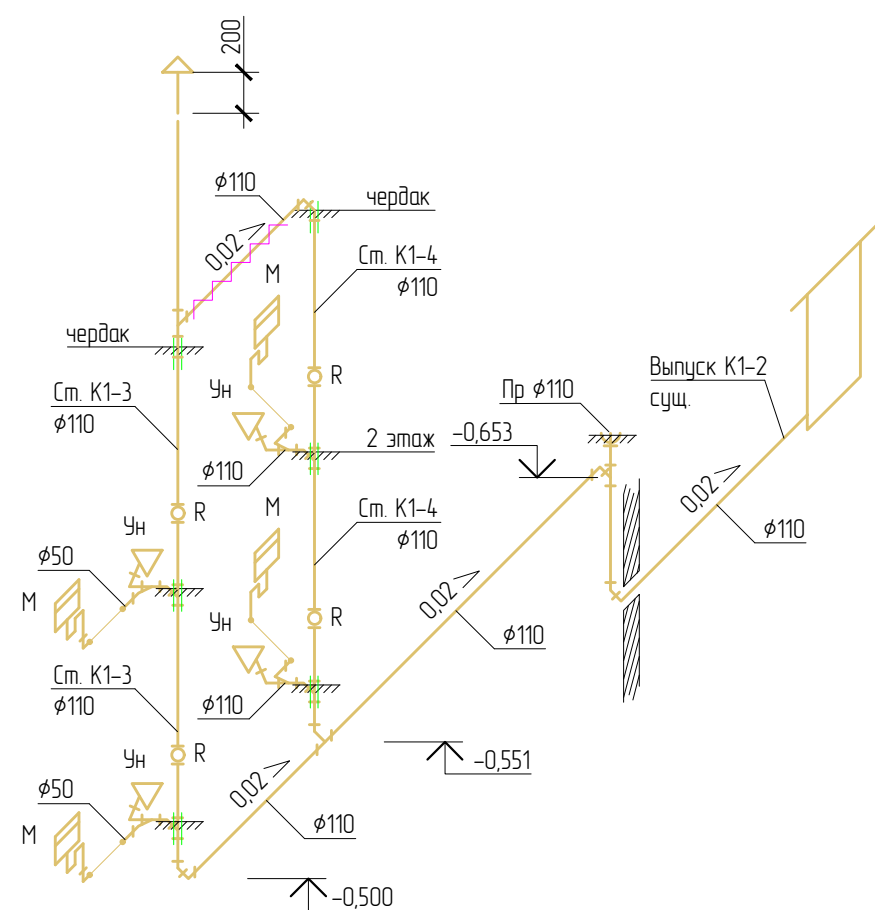 200
ϕ110
чердак
0,02
Ст. К1-4
ϕ110
М
чердак
Ун
R
Выпуск К1-2
сущ.
Пр ϕ110
Ст. К1-3
ϕ110
2 этаж
-0,653
ϕ110
0,02
М
R
Ст. К1-4
ϕ110
Ун
ϕ110
ϕ50
М
0,02
Ун
R
ϕ110
Ст. К1-3
ϕ110
ϕ110
R
-0,551
Ун
ϕ50
0,02
М
ϕ110
-0,500